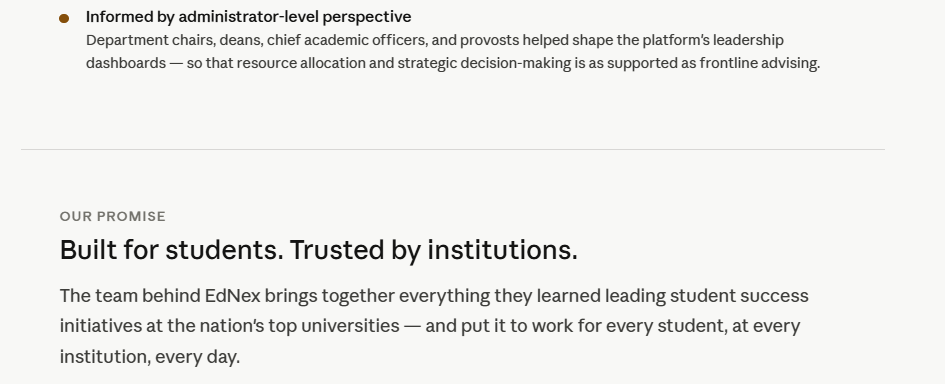 Informed by administrator-level perspective
Department chairs, deans, chief academic officers, and provosts helped shape the platform's leadership
dashboards — so that resource allocation and strategic decision-making is as supported as frontline advising.
OUR PROMISE
Built for students. Trusted by institutions.
The team behind EdNex brings together everything they learned leading student success
initiatives at the nation's top universities — and put it to work for every student, at every
institution, every day.